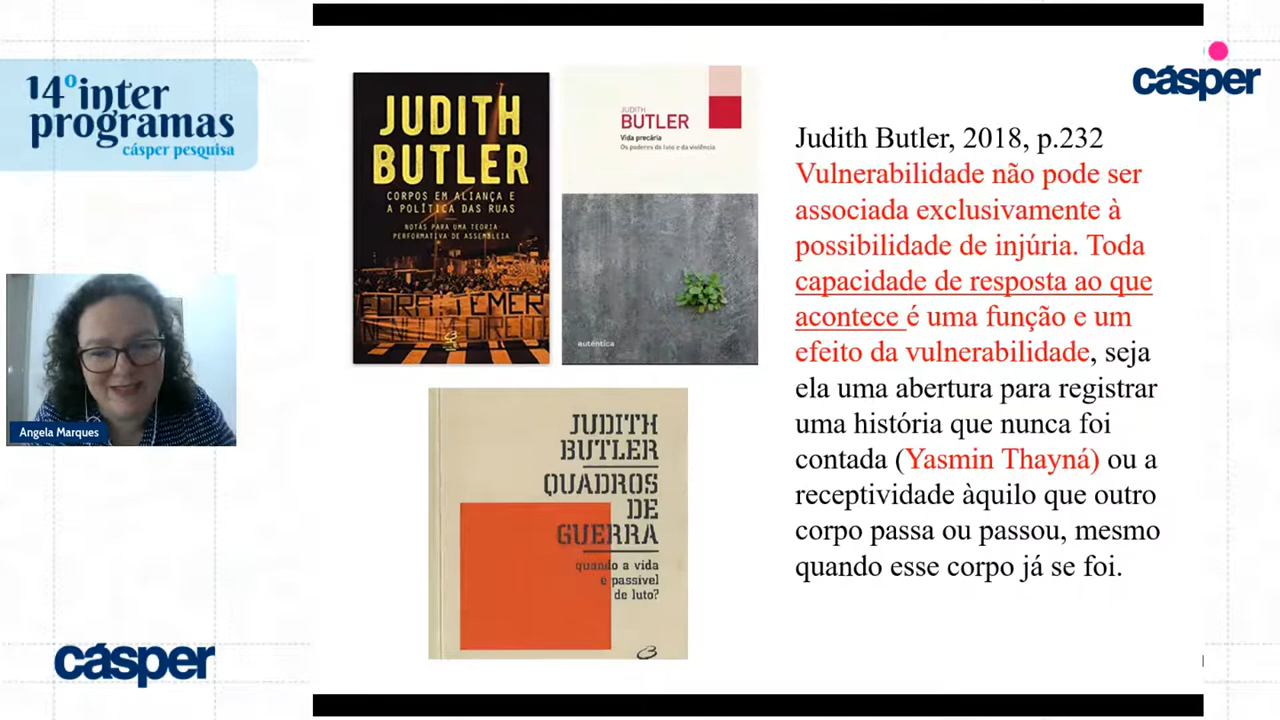 14º inter
programas
cásper pesquisa
cásper
JUDITH
BUTLER
CORPOS EM ALIANÇA E
A POLÍTICA DAS RUAS
NOTAS PARA UMA TEORIA
PERFORMATIVA DE ASSEMBLEIA
FORA TEMER
NENHUM DIREIT
JUDITH
BUTLER
Vida precária
Os poderes do luto e da violência
autêntica
JUDITH
BUTLER
QUADROS
DE
GUERRA
quando a vida
é passível
de luto?
Judith Butler, 2018, p.232
Vulnerabilidade não pode ser
associada exclusivamente à
possibilidade de injúria. Toda
capacidade de resposta ao que
acontece é uma função e um
efeito da vulnerabilidade, seja
ela uma abertura para registrar
uma história que nunca foi
contada (Yasmin Thayná) ou a
receptividade àquilo que outro
corpo passa ou passou, mesmo
quando esse corpo já se foi.
Angela Marques
cásper